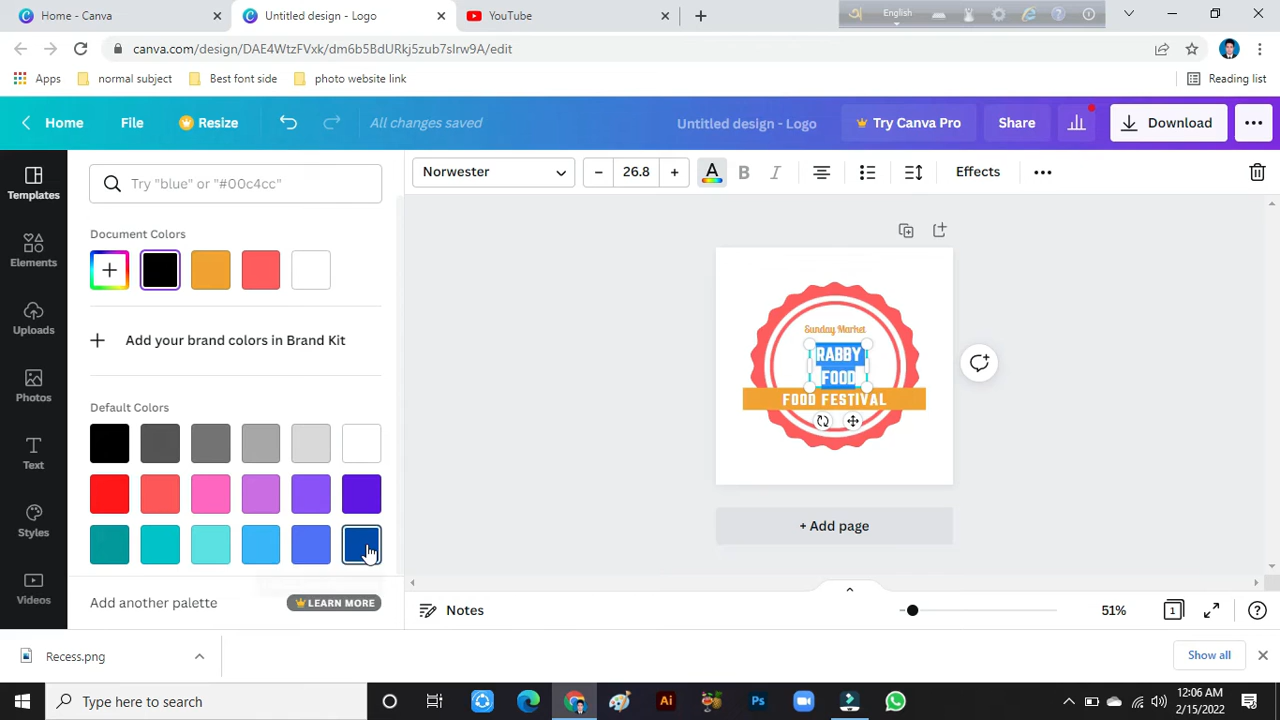 Home - Canva
Untitled design - Logo
YouTube
English
canva.com/design/DAE4WtzFVxk/dm6b5BdURkj5zub7slrw9A/edit
Apps
normal subject
Best font side
photo website link
Reading list
Home
File
Resize
All changes saved
Untitled design - Logo
Try Canva Pro
Share
Download
Templates
Elements
Uploads
Photos
Text
Styles
Videos
Try "blue" or "#00c4cc"
Document Colors
Add your brand colors in Brand Kit
Default Colors
Add another palette
LEARN MORE
Norwester
26.8
A
B
I
Effects
Sunday Market
RABBY
FOOD
FOOD FESTIVAL
+ Add page
Notes
51%
1
Recess.png
Show all
Type here to search
Ai
Ps
12:06 AM
2/15/2022